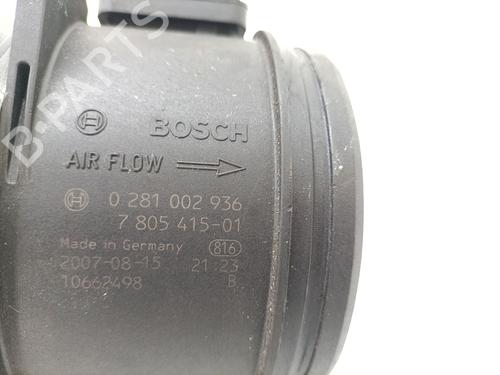 B-PARTS
BOSCH
AIR FLOW
0 281 002 936
7 805 415-01
Made in Germany 816
2007-08-15 21:23
10662498 B